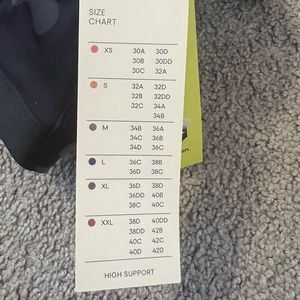 SIZE
CHART
XS 30A 30D
30B 30DD
30C 32A
S 32A 32D
32B 32DD
32C 34A
34B
M 34B 36A
34C 36B
34D 36C
L 36C 38B
36D 38C
XL 36D 38D
36DD 40B
38C 40C
XXL 38D 40DD
38DD 42B
40C 42C
40D 42D
HIGH SUPPORT